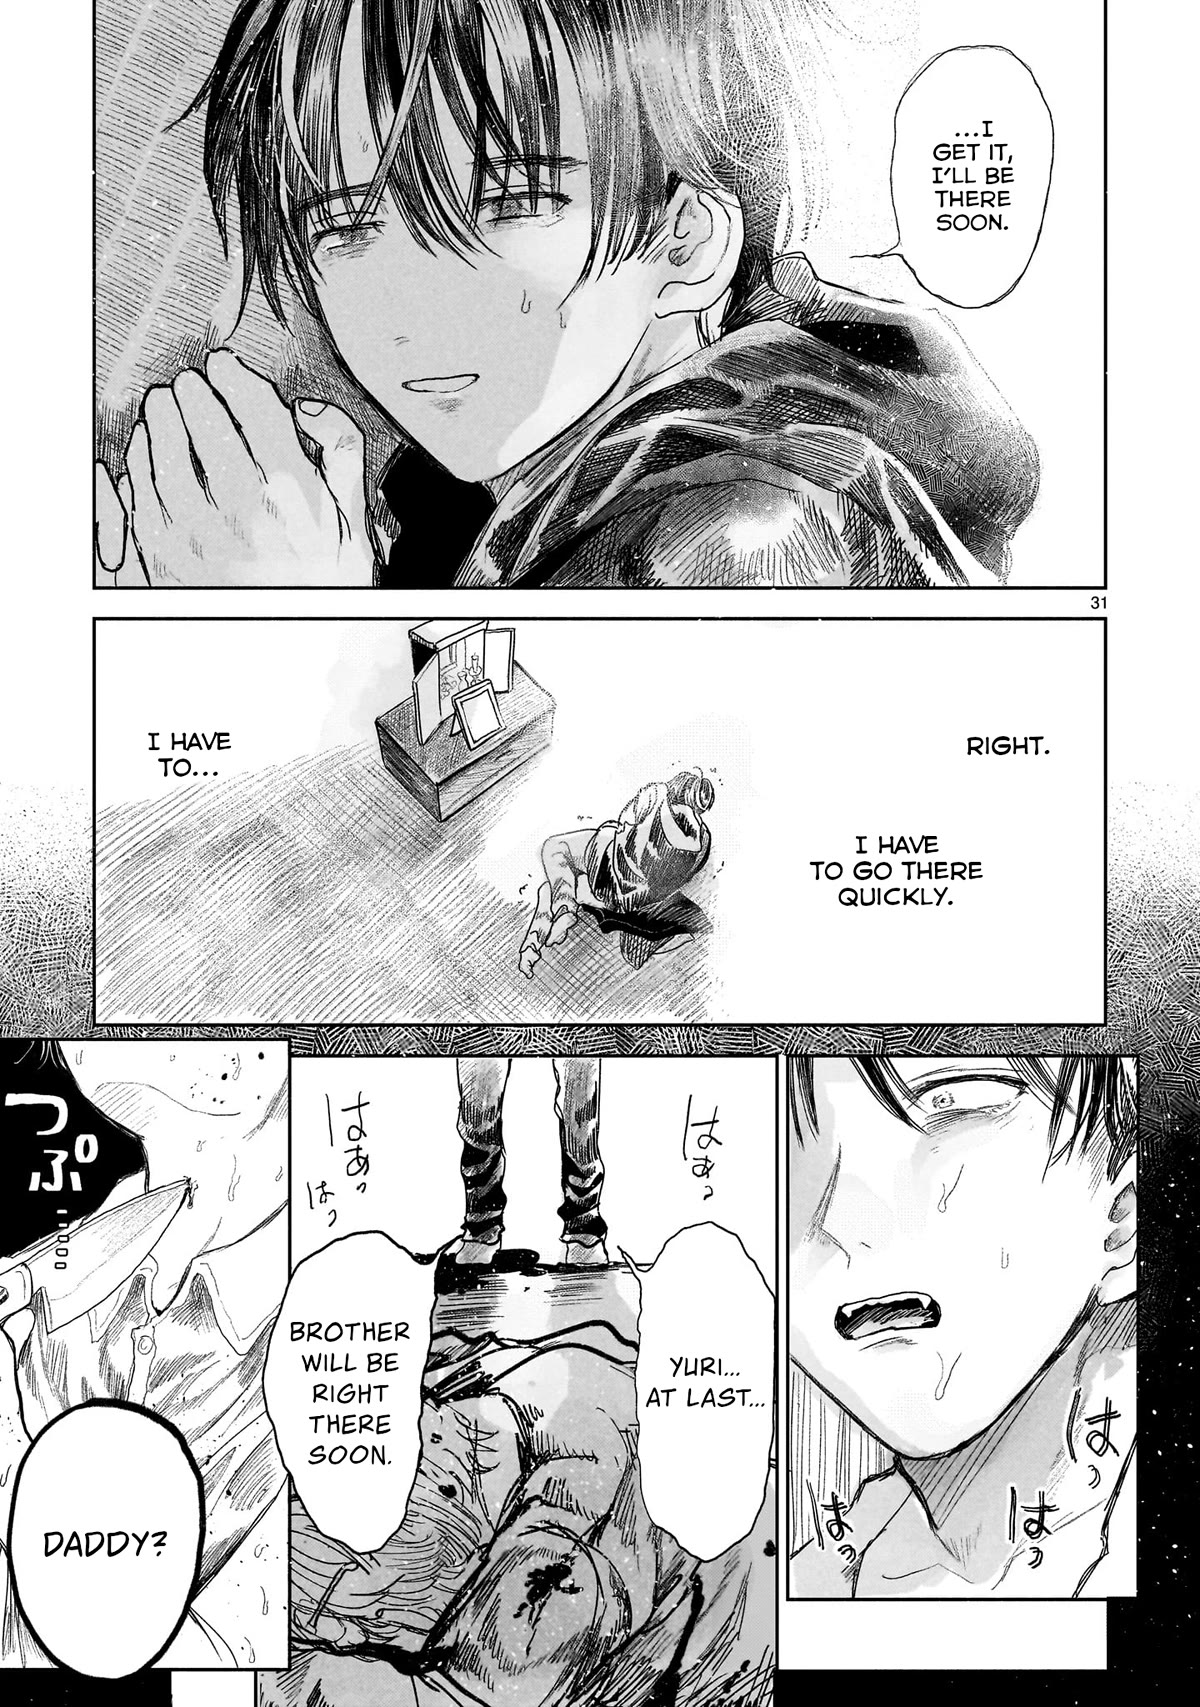 …I
GET IT,
I'LL BE
THERE
SOON.
31
RIGHT.
I HAVE
TO GO THERE
QUICKLY.
I HAVE
TO…
はぁっ
はっ
はっ
はぁっ
YURI…
AT LAST…
はあっ
はっ
BROTHER
WILL BE
RIGHT
THERE
SOON.
つぷ
DADDY?